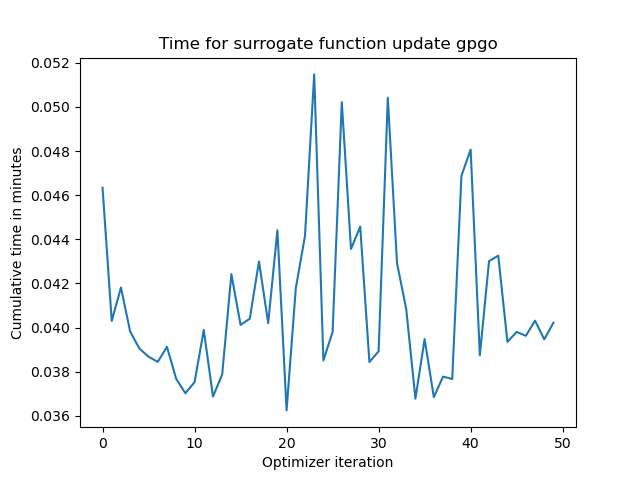 Time for surrogate function update gpgo
0.052
0.050
0.048
0.046
0.044
0.042
0.040
0.038
0.036
Cumulative time in minutes
0 10 20 30 40 50
Optimizer iteration